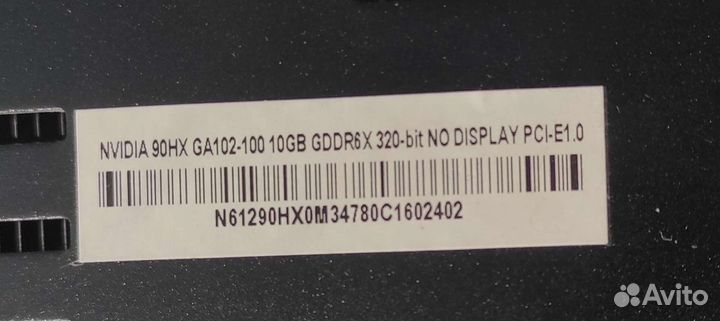 NVIDIA 90HX GA102-100 10GB GDDR6X 320-bit NO DISPLAY PCI-E1.0
N61290HX0M34780C1602402
Avito